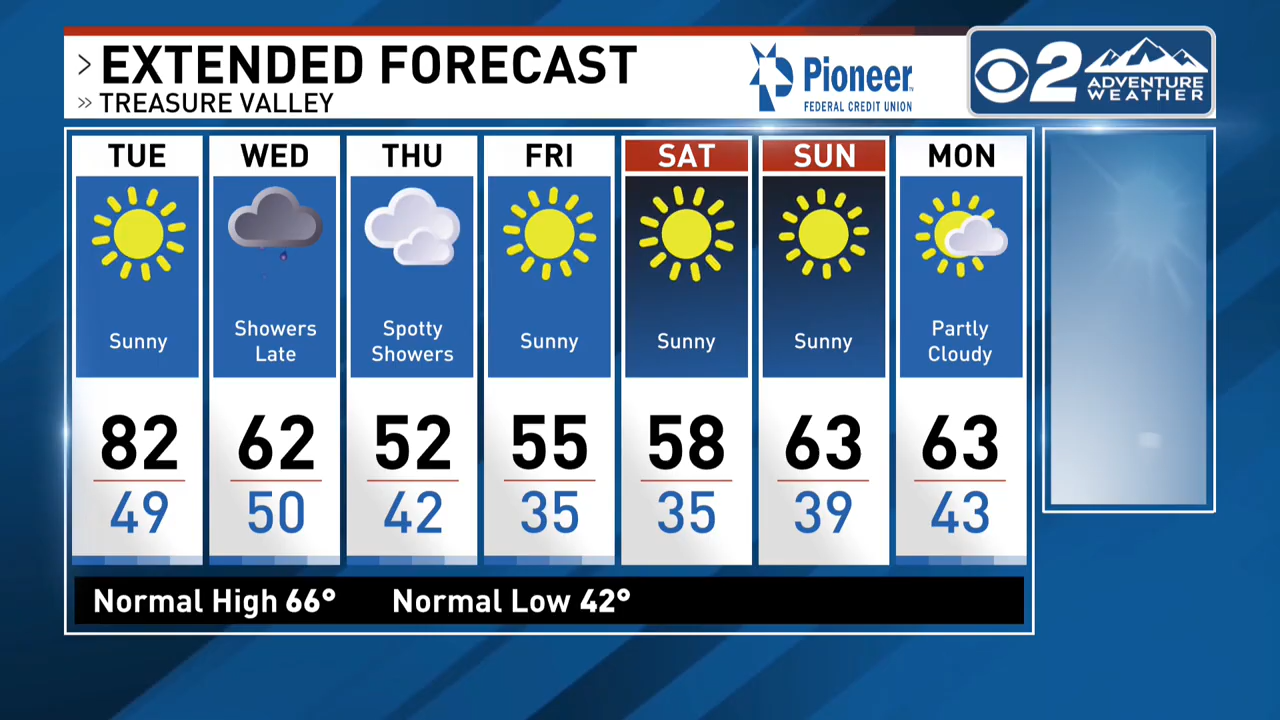 > EXTENDED FORECAST
» TREASURE VALLEY
Pioneer
FEDERAL CREDIT UNION
2 ADVENTURE
WEATHER
TUE
Sunny
82
49
WED
Showers
Late
62
50
THU
Spotty
Showers
52
42
FRI
Sunny
55
35
SAT
Sunny
58
35
SUN
Sunny
63
39
MON
Partly
Cloudy
63
43
Normal High 66° Normal Low 42°